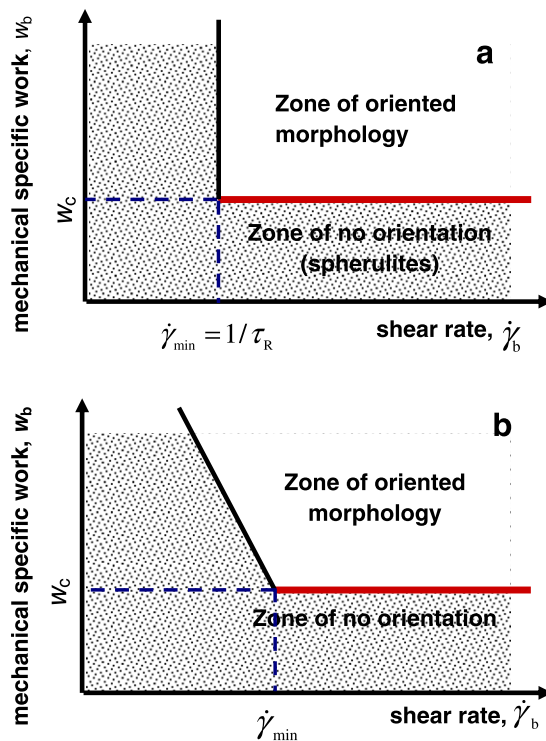 a
mechanical specific work, w_b
Zone of oriented
morphology
w_c
Zone of no orientation
(spherulites)
γ̇_min = 1/ τ_R
shear rate, γ̇_b
b
mechanical specific work, w_b
Zone of oriented
morphology
w_c
Zone of no orientation
γ̇_min
shear rate, γ̇_b